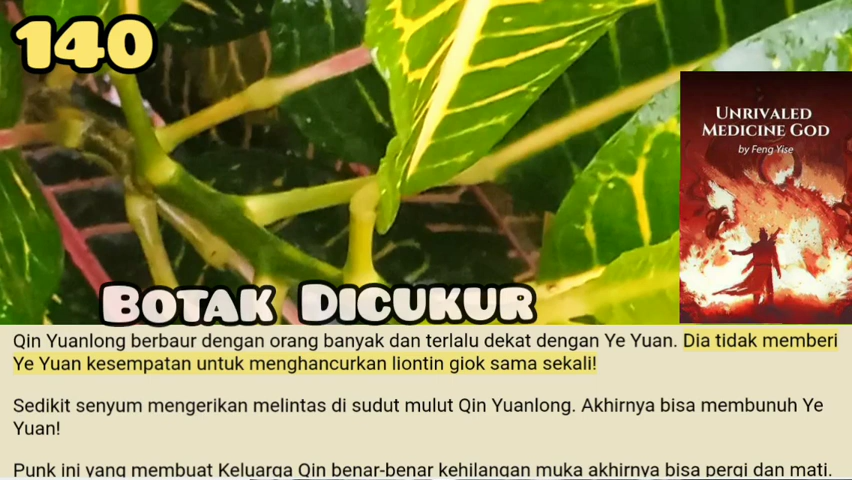 140
UNRIVALED
MEDICINE GOD
by Feng Yise
BOTAK DICUKUR
Qin Yuanlong berbaur dengan orang banyak dan terlalu dekat dengan Ye Yuan. Dia tidak memberi
Ye Yuan kesempatan untuk menghancurkan liontin giok sama sekali!
Sedikit senyum mengerikan melintas di sudut mulut Qin Yuanlong. Akhirnya bisa membunuh Ye
Yuan!
Punk ini yang membuat Keluarga Qin benar-benar kehilangan muka akhirnya bisa pergi dan mati.